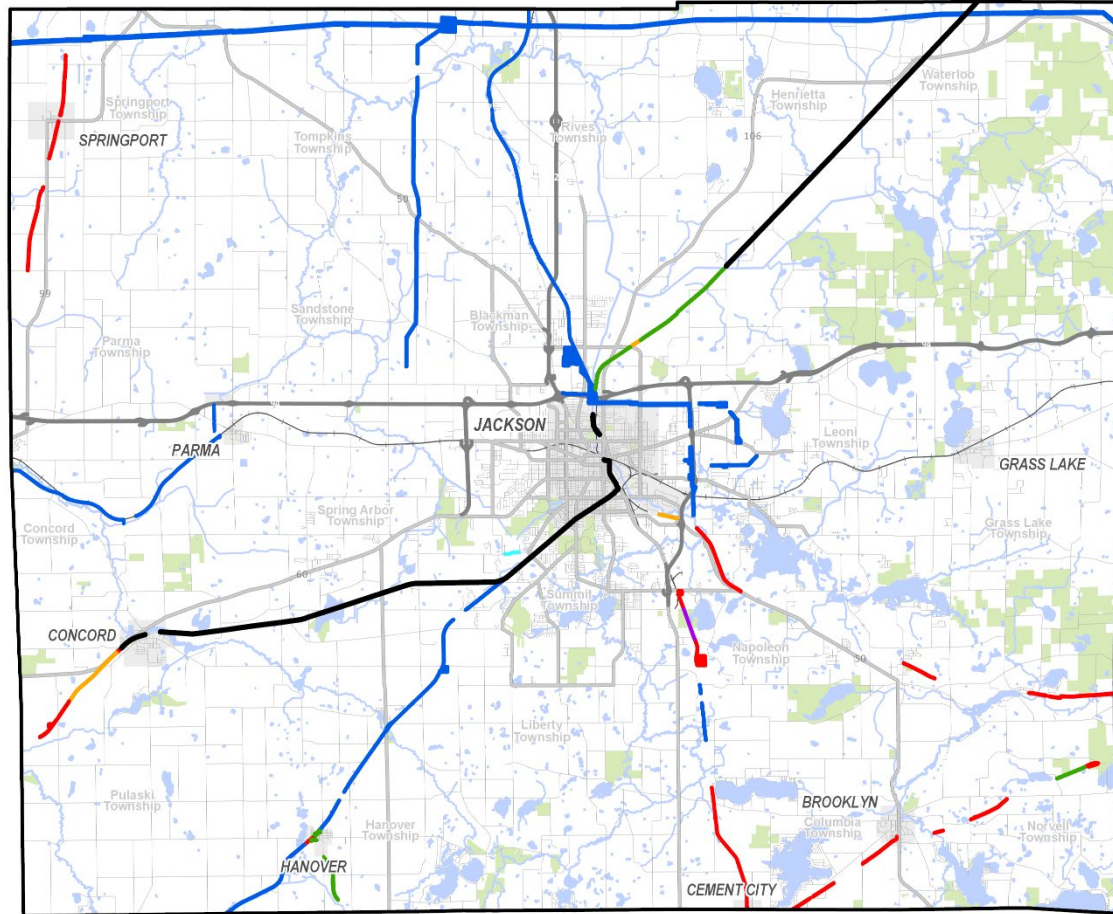 Springport
Township
SPRINGPORT
Tompkins
Township
Rives
Township
Henrietta
Township
Waterloo
Township
106
50
99
Sandstone
Township
Blackman
Township
Parma
Township
PARMA
JACKSON
Leoni
Township
GRASS LAKE
Concord
Township
Spring Arbor
Township
Grass Lake
Township
60
CONCORD
Summit
Township
Napoleon
Township
50
Liberty
Township
Pulaski
Township
Hanover
Township
HANOVER
BROOKLYN
Columbia
Township
Norvell
Township
CEMENT CITY